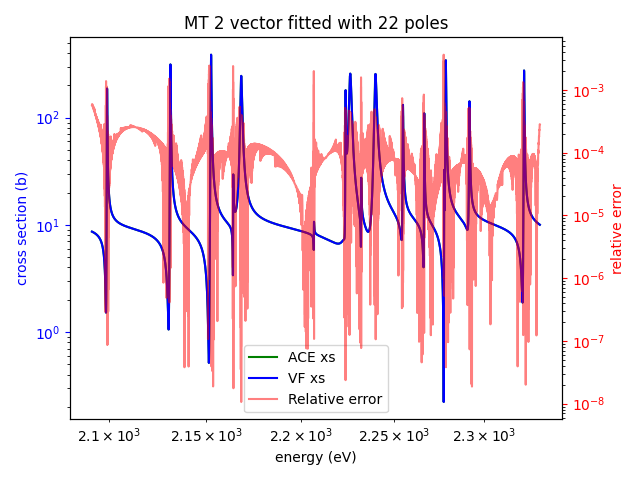 MT 2 vector fitted with 22 poles
cross section (b)
10²
10¹
10⁰
10⁻³
10⁻⁴
10⁻⁵
10⁻⁶
10⁻⁷
10⁻⁸
relative error
ACE xs
VF xs
Relative error
2.1 × 10³ 2.15 × 10³ 2.2 × 10³ 2.25 × 10³ 2.3 × 10³
energy (eV)